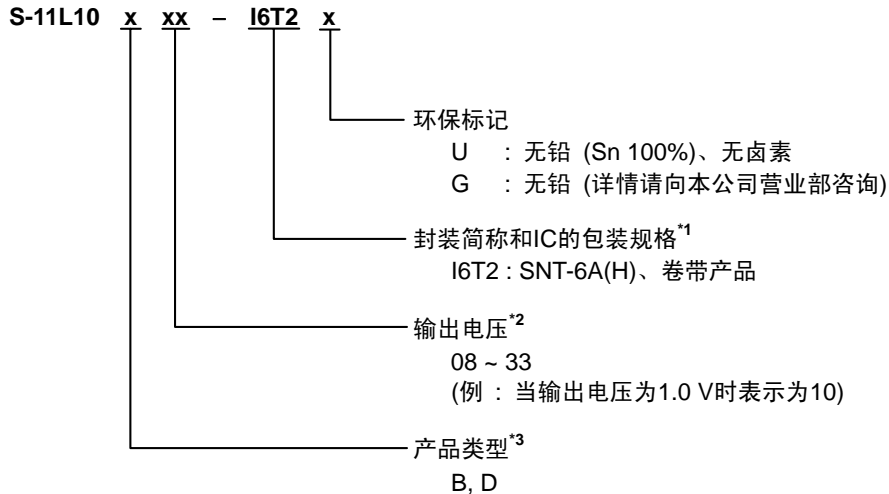 S-11L10 x xx – I6T2 x
环保标记
U : 无铅 (Sn 100%)、无卤素
G : 无铅 (详情请向本公司营业部咨询)
封装简称和IC的包装规格*1
I6T2 : SNT-6A(H)、卷带产品
输出电压*2
08 ~ 33
(例 : 当输出电压为1.0 V时表示为10)
产品类型*3
B, D